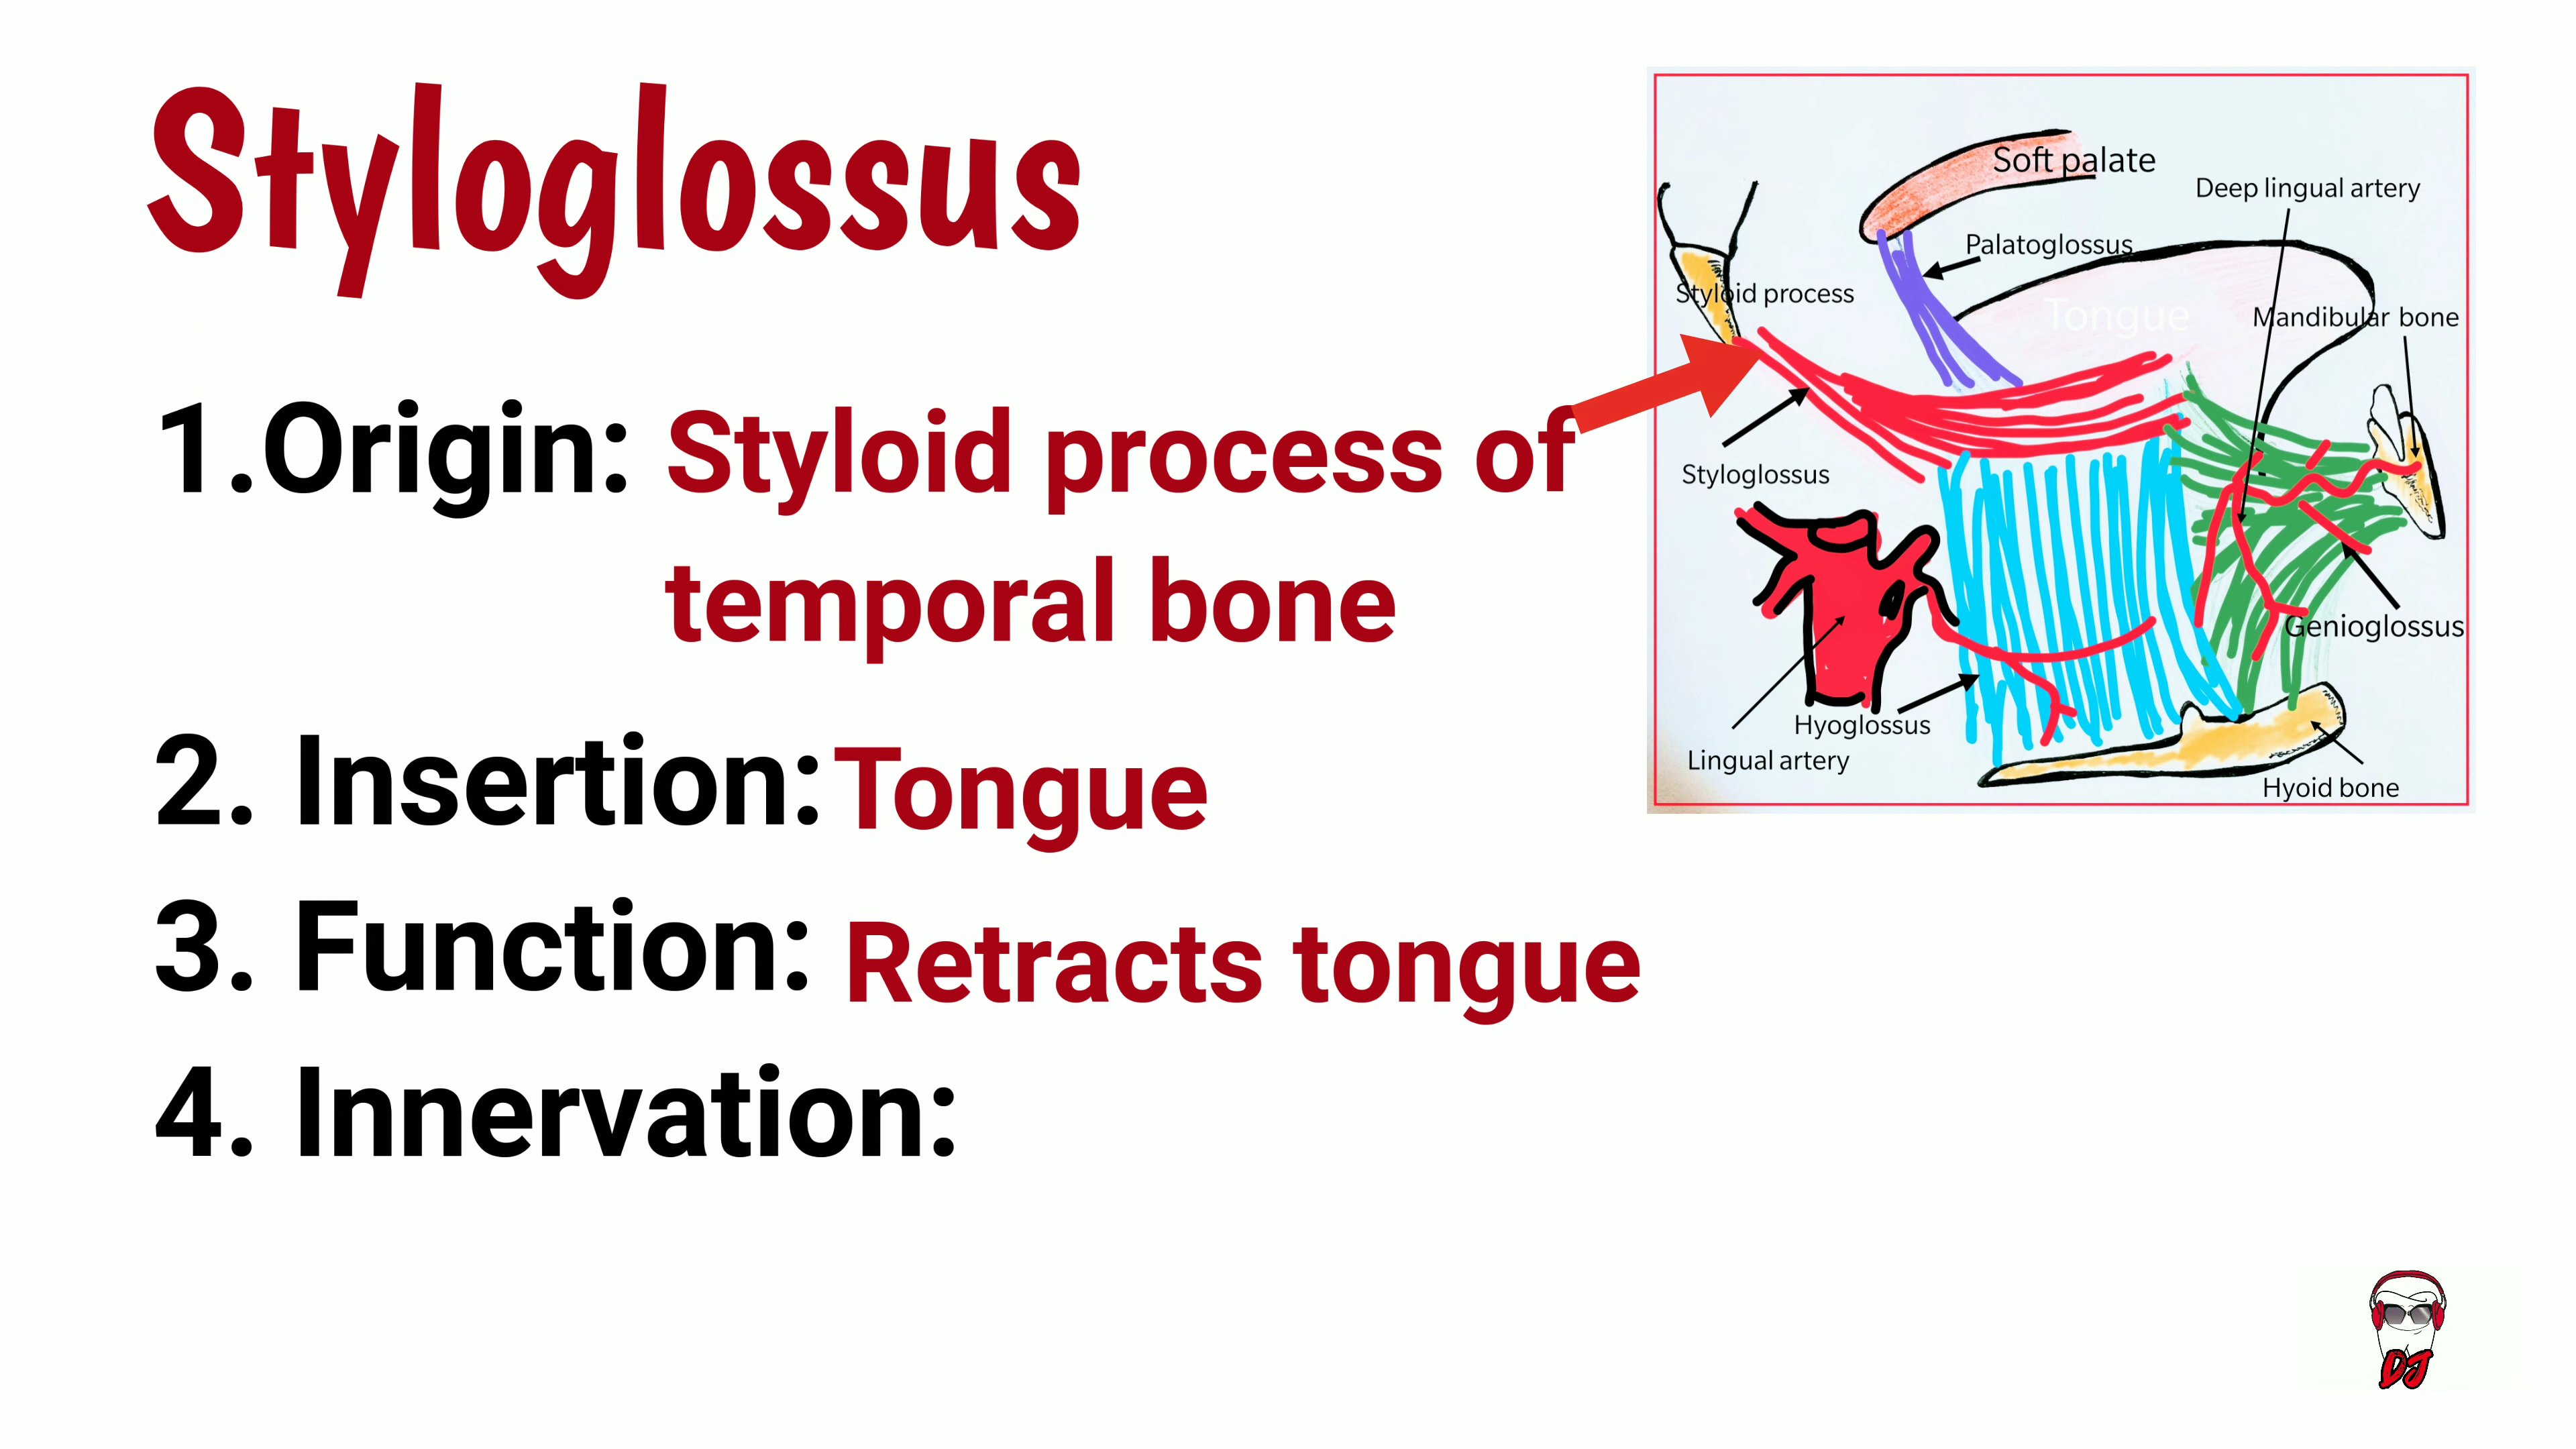 Styloglossus
1.Origin: Styloid process of
temporal bone
2. Insertion: Tongue
3. Function: Retracts tongue
4. Innervation:
Soft palate
Deep lingual artery
Palatoglossus
Styloid process
Tongue
Mandibular bone
Styloglossus
Genioglossus
Hyoglossus
Lingual artery
Hyoid bone
DJ